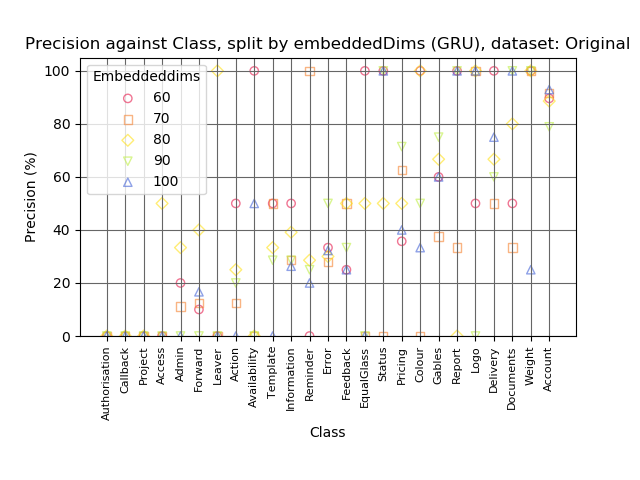 Precision against Class, split by embeddedDims (GRU), dataset: Original
Precision (%)
100
80
60
40
20
0
Embeddeddims
60
70
80
90
100
Authorisation
Callback
Project
Access
Admin
Forward
Leaver
Action
Availability
Template
Information
Reminder
Error
Feedback
EqualGlass
Status
Pricing
Colour
Gables
Report
Logo
Delivery
Documents
Weight
Account
Class